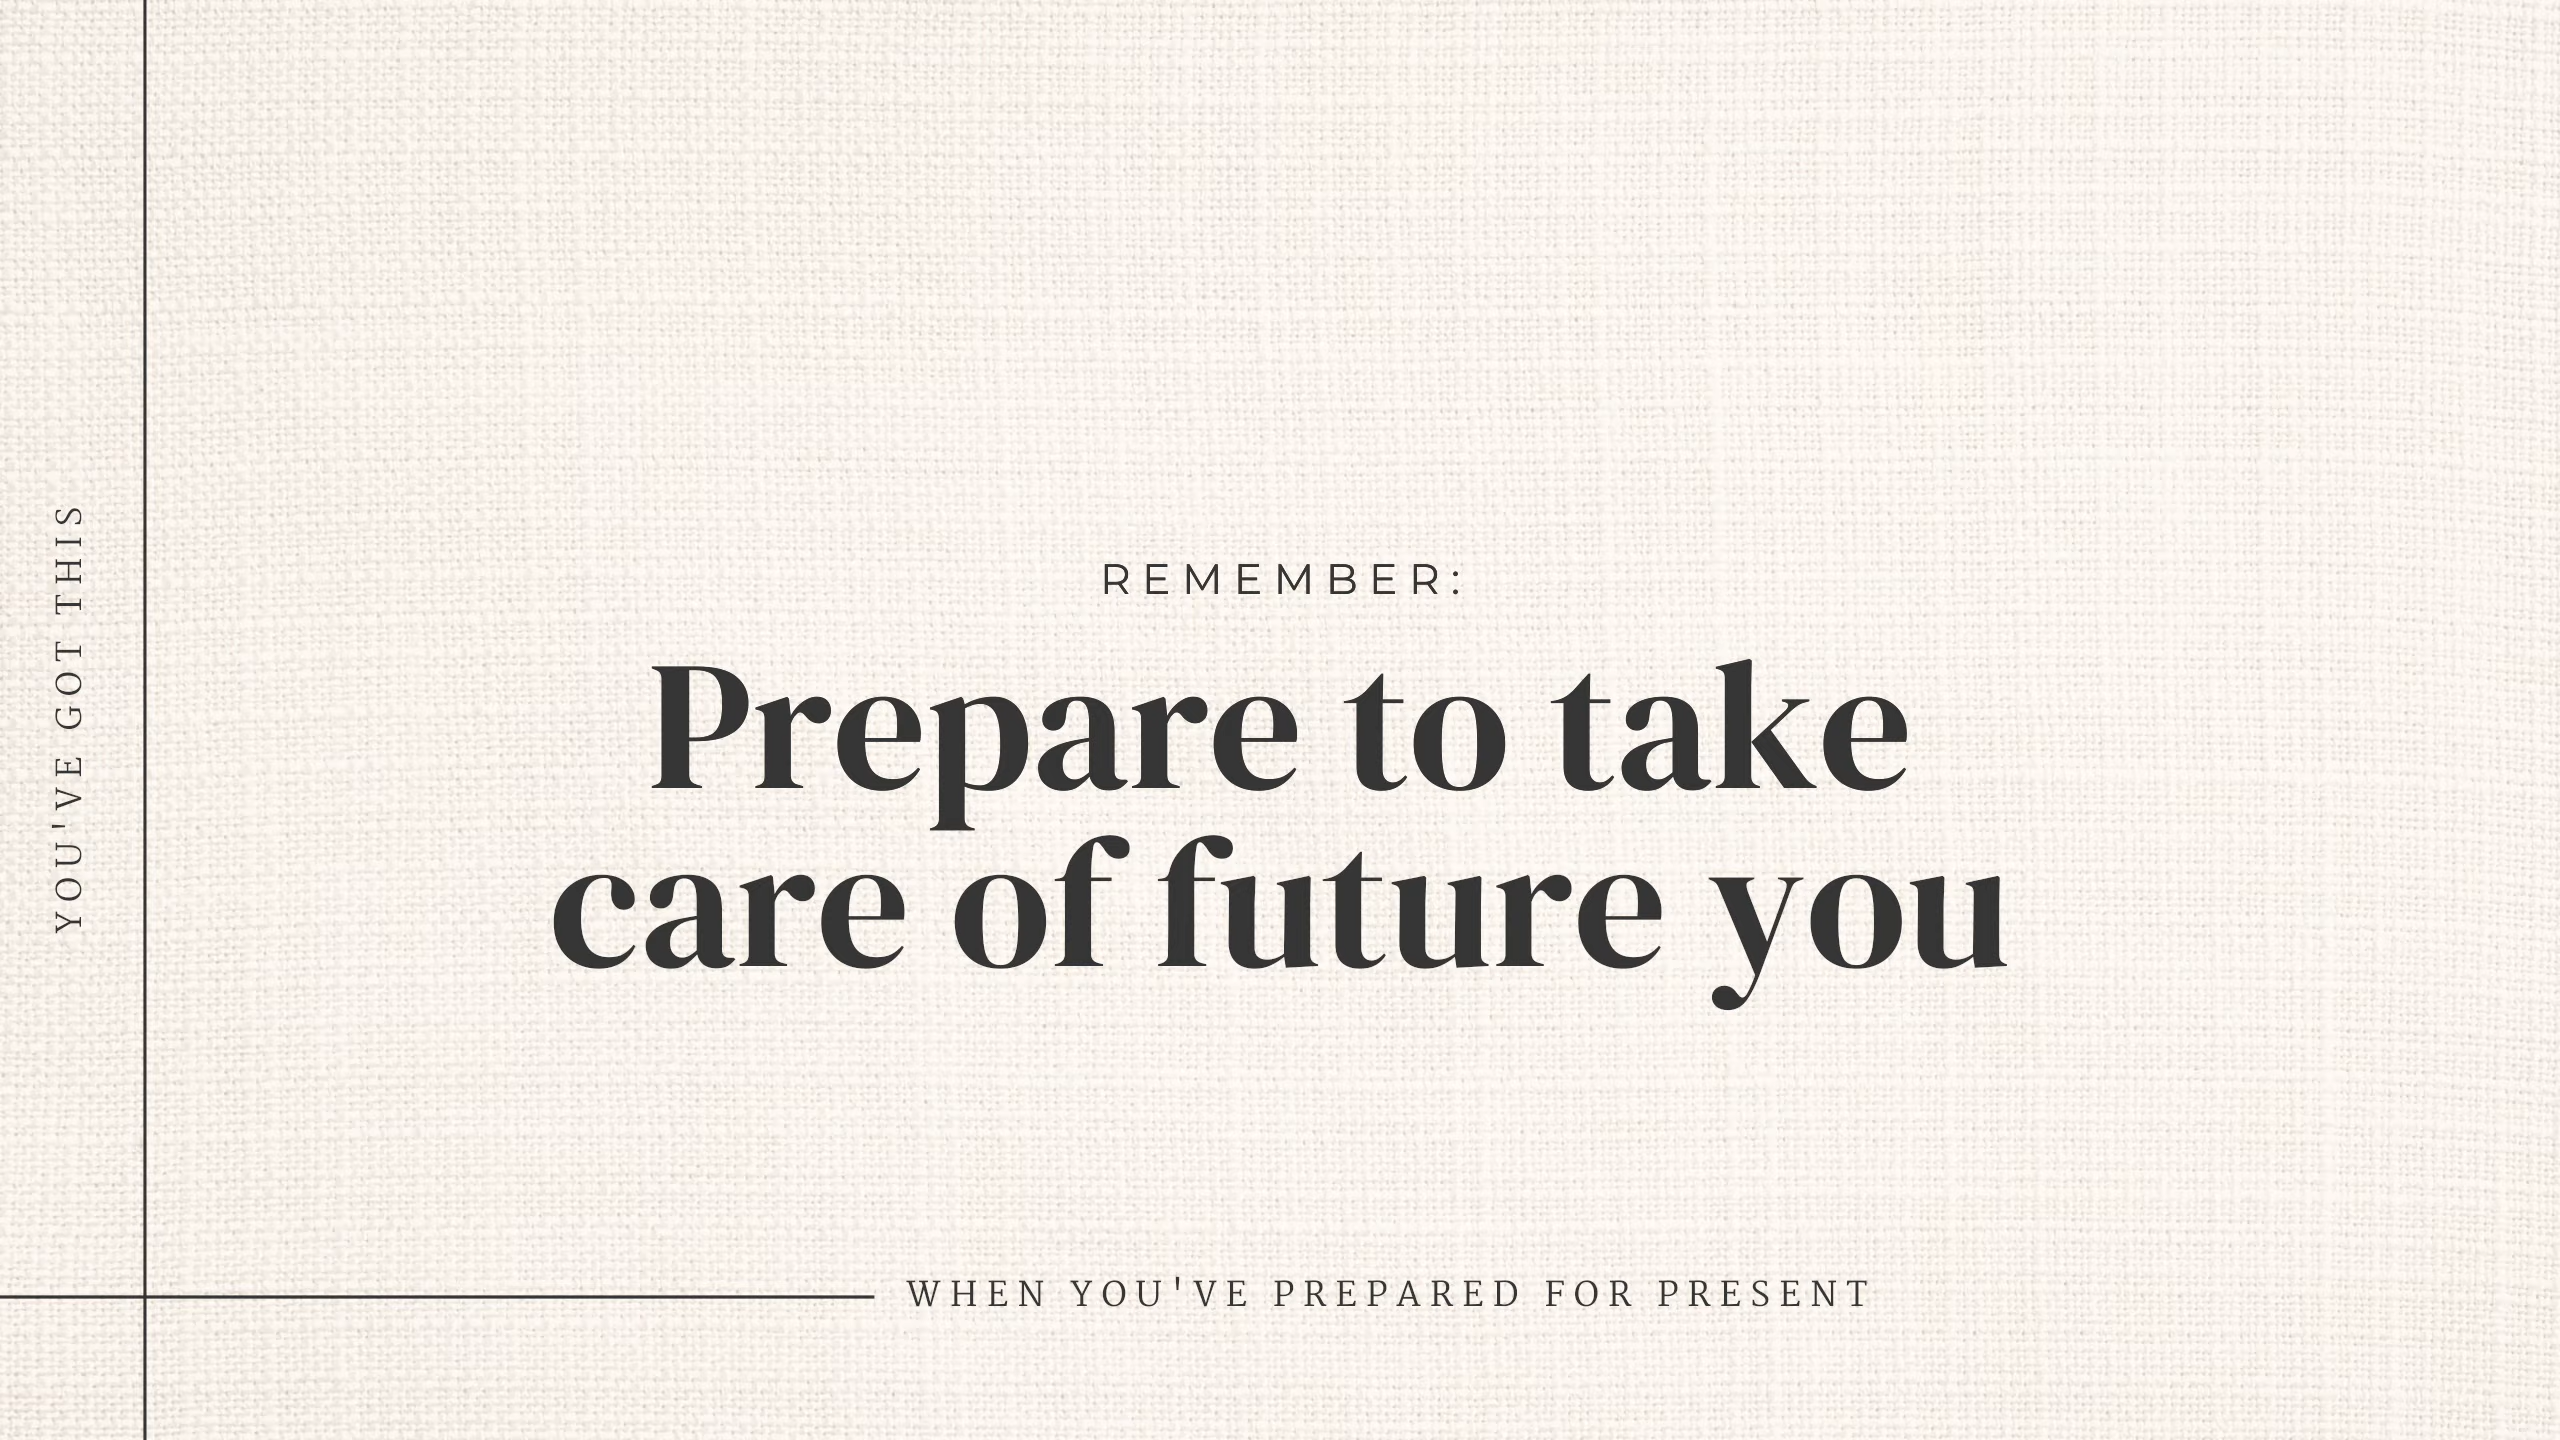 YOU'VE GOT THIS
REMEMBER:
Prepare to take
care of future you
WHEN YOU'VE PREPARED FOR PRESENT